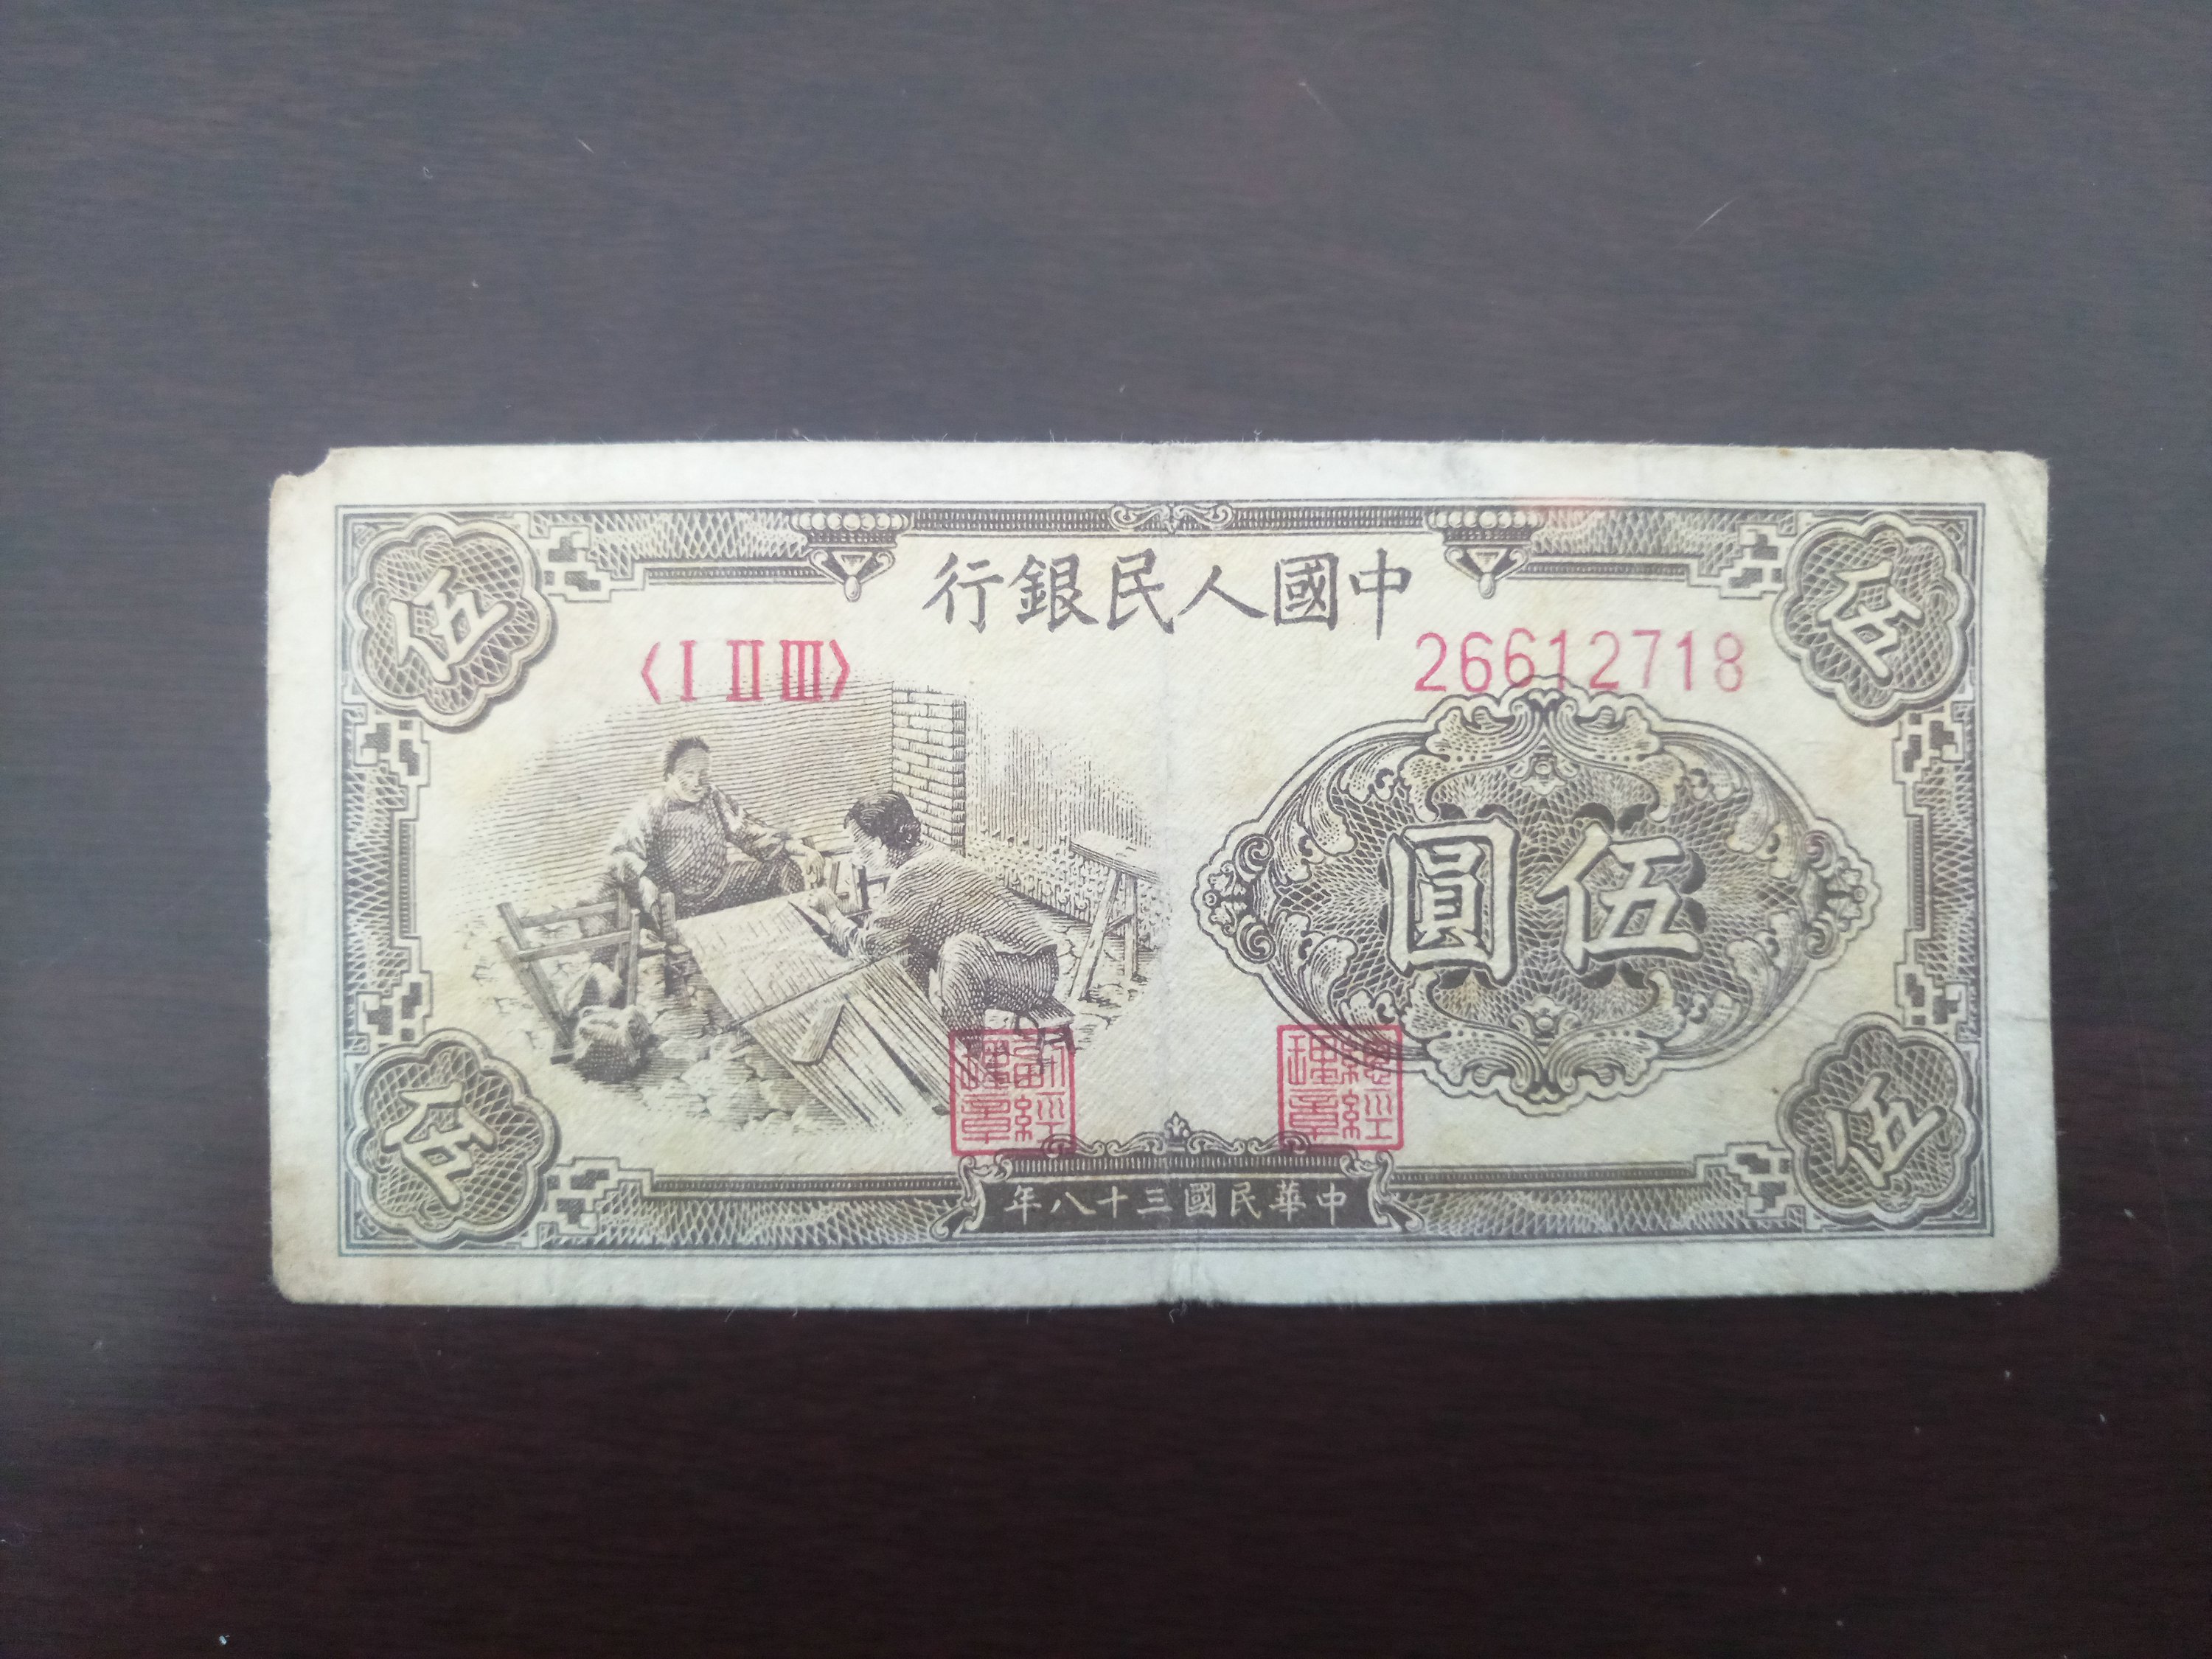 中國人民銀行
〈Ⅰ Ⅱ Ⅲ〉
26612718
伍
伍
伍圓
副經理章
總經理章
伍
伍
中華民國三十八年